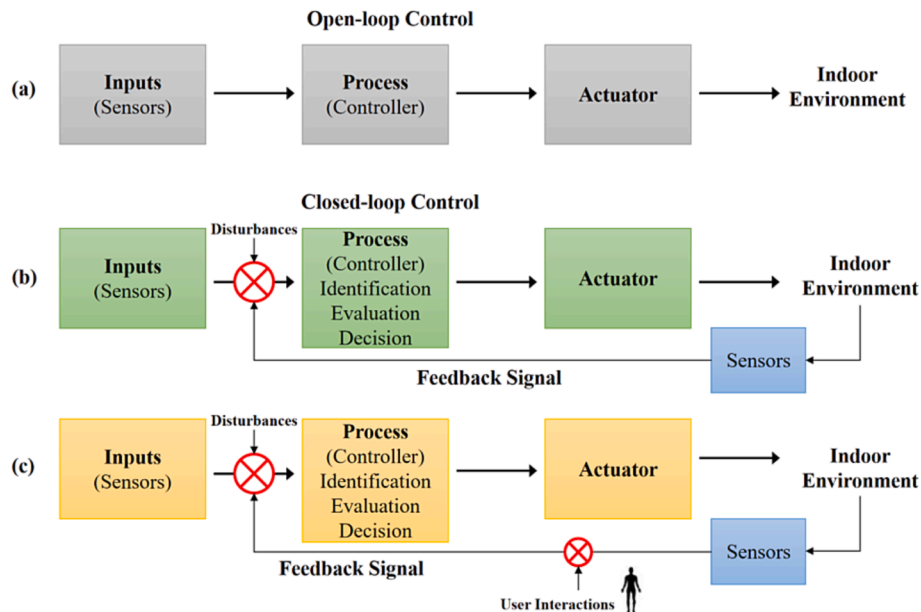 Open-loop Control
(a)
Inputs
(Sensors)
Process
(Controller)
Actuator
Indoor
Environment
Closed-loop Control
Disturbances
(b)
Inputs
(Sensors)
Process
(Controller)
Identification
Evaluation
Decision
Actuator
Indoor
Environment
Sensors
Feedback Signal
Disturbances
(c)
Inputs
(Sensors)
Process
(Controller)
Identification
Evaluation
Decision
Actuator
Indoor
Environment
Sensors
Feedback Signal
User Interactions